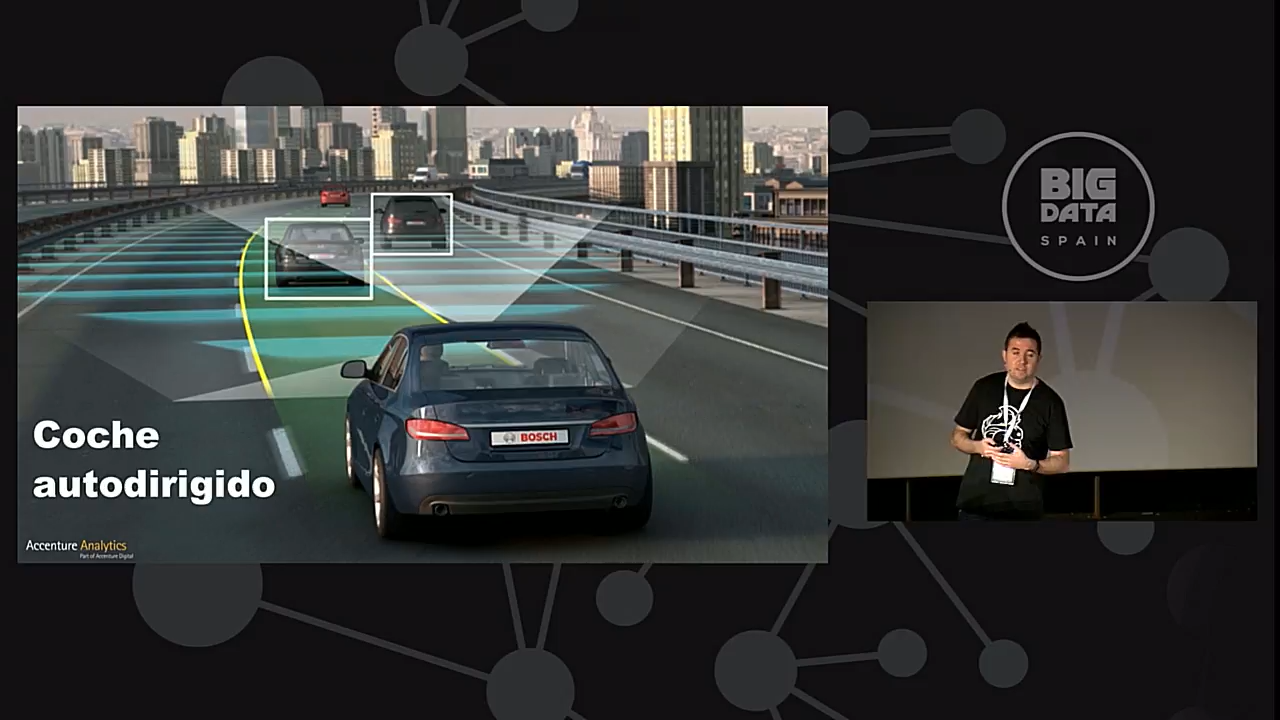 BOSCH
Coche
autodirigido
Accenture Analytics
Part of Accenture Digital
BIG
DATA
SPAIN